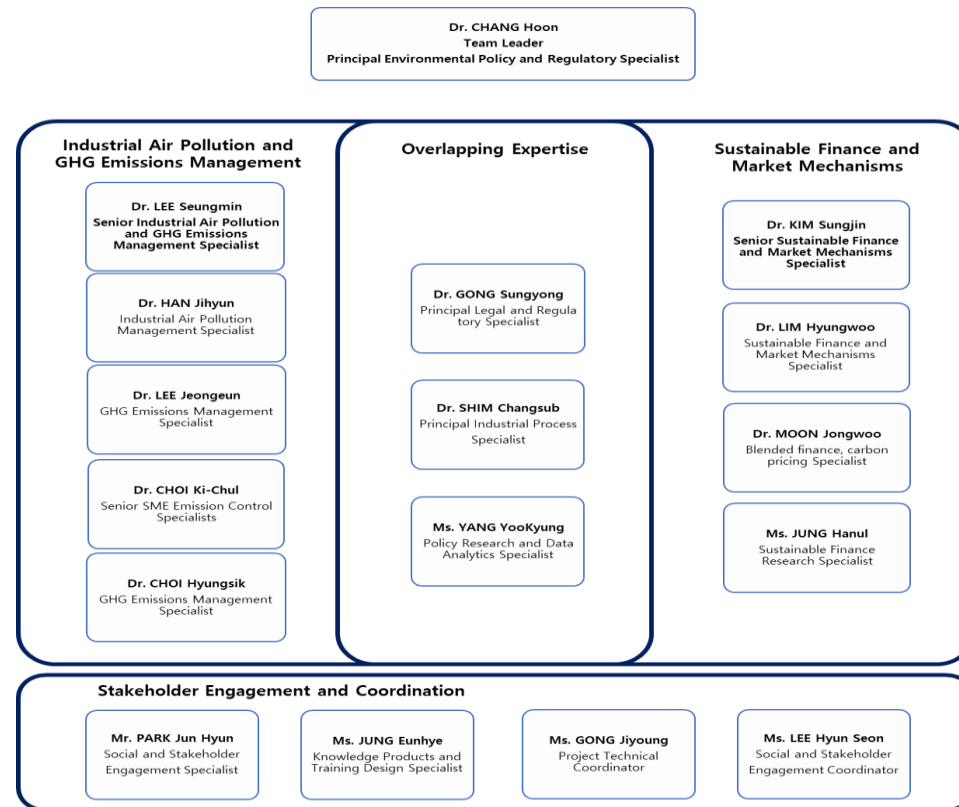 Dr. CHANG Hoon
Team Leader
Principal Environmental Policy and Regulatory Specialist
Industrial Air Pollution and
GHG Emissions Management
Dr. LEE Seungmin
Senior Industrial Air Pollution
and GHG Emissions
Management Specialist
Dr. HAN Jihyun
Industrial Air Pollution
Management Specialist
Dr. LEE Jeongeun
GHG Emissions Management
Specialist
Dr. CHOI Ki-Chul
Senior SME Emission Control
Specialists
Dr. CHOI Hyungsik
GHG Emissions Management
Specialist
Overlapping Expertise
Dr. GONG Sungyong
Principal Legal and Regula
tory Specialist
Dr. SHIM Changsub
Principal Industrial Process
Specialist
Ms. YANG YooKyung
Policy Research and Data
Analytics Specialist
Sustainable Finance and
Market Mechanisms
Dr. KIM Sungjin
Senior Sustainable Finance
and Market Mechanisms
Specialist
Dr. LIM Hyungwoo
Sustainable Finance and
Market Mechanisms
Specialist
Dr. MOON Jongwoo
Blended finance, carbon
pricing Specialist
Ms. JUNG Hanul
Sustainable Finance
Research Specialist
Stakeholder Engagement and Coordination
Mr. PARK Jun Hyun
Social and Stakeholder
Engagement Specialist
Ms. JUNG Eunhye
Knowledge Products and
Training Design Specialist
Ms. GONG Jiyoung
Project Technical
Coordinator
Ms. LEE Hyun Seon
Social and Stakeholder
Engagement Coordinator